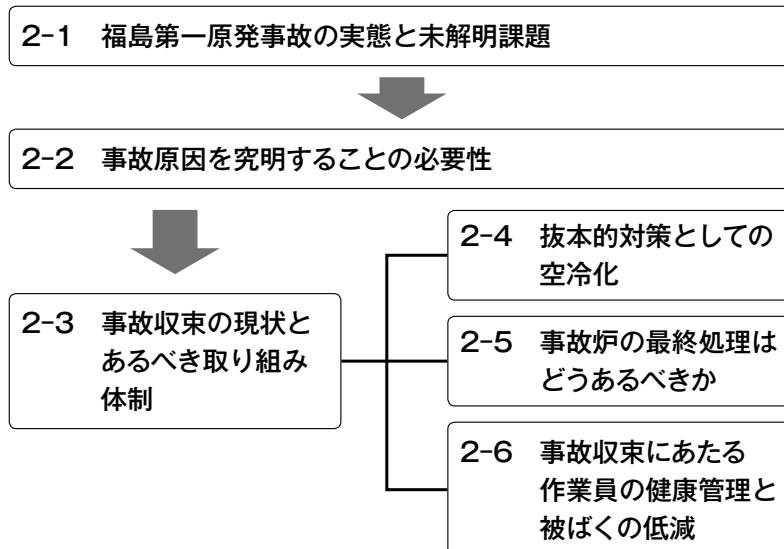 2-1 福島第一原発事故の実態と未解明課題
2-2 事故原因を究明することの必要性
2-3 事故収束の現状と
あるべき取り組み
体制
2-4 抜本的対策としての
空冷化
2-5 事故炉の最終処理は
どうあるべきか
2-6 事故収束にあたる
作業員の健康管理と
被ばくの低減